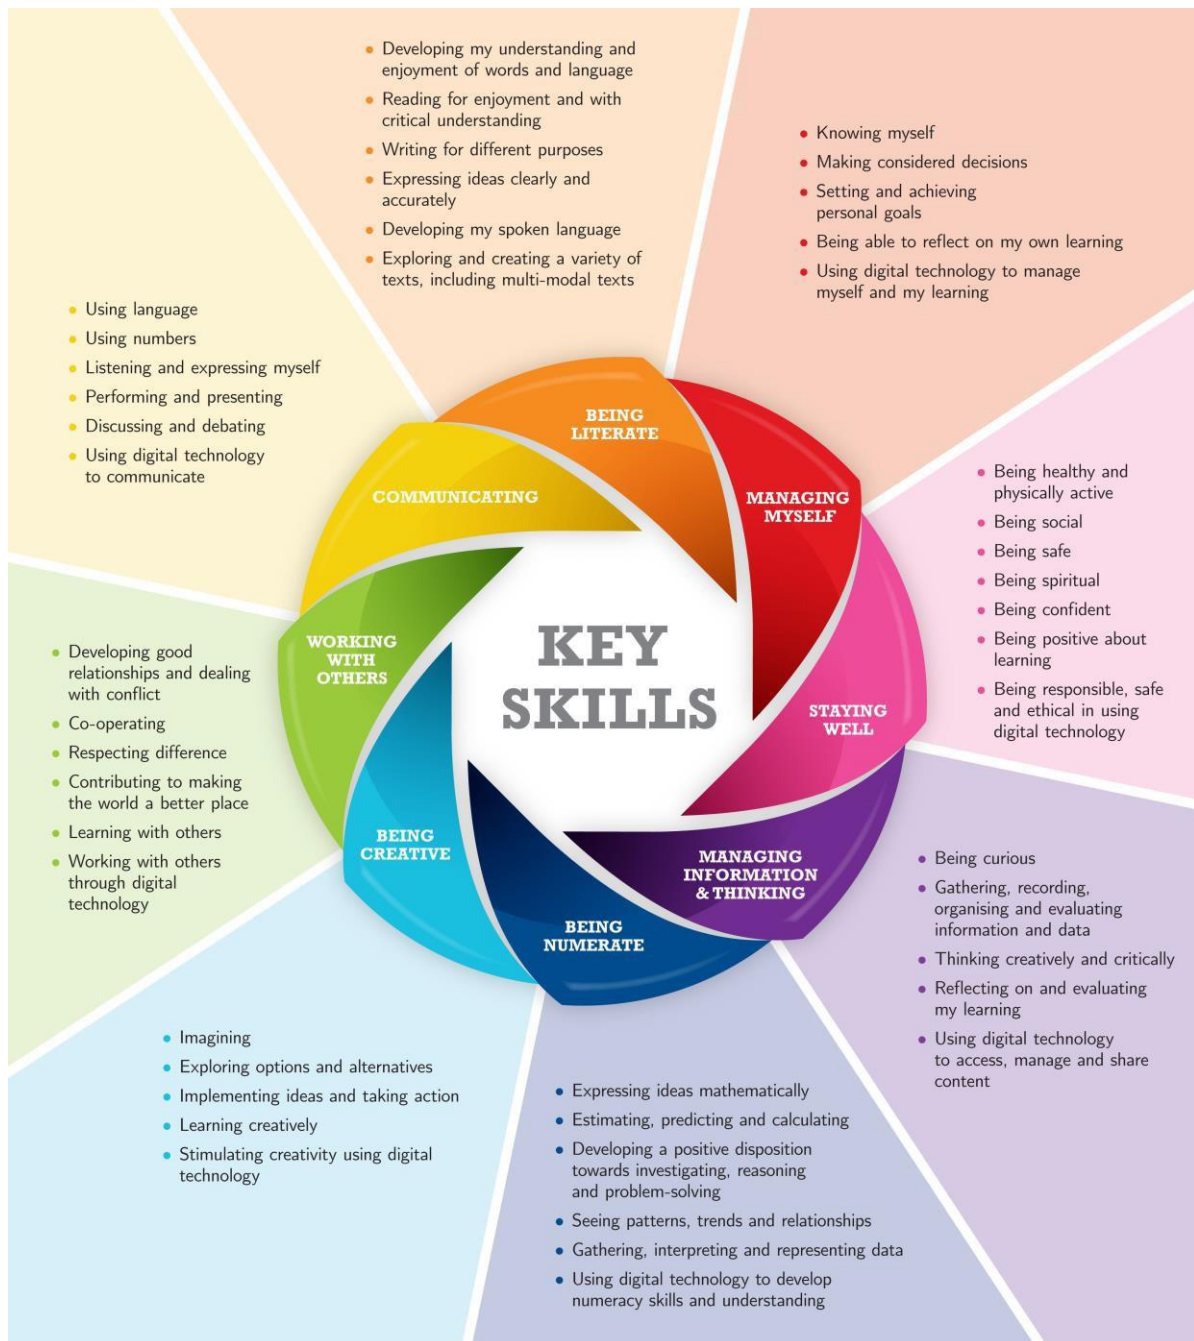 • Developing my understanding and
enjoyment of words and language
• Reading for enjoyment and with
critical understanding
• Writing for different purposes
• Expressing ideas clearly and
accurately
• Developing my spoken language
• Exploring and creating a variety of
texts, including multi-modal texts
• Knowing myself
• Making considered decisions
• Setting and achieving
personal goals
• Being able to reflect on my own learning
• Using digital technology to manage
myself and my learning
• Using language
• Using numbers
• Listening and expressing myself
• Performing and presenting
• Discussing and debating
• Using digital technology
to communicate
BEING
LITERATE
COMMUNICATING
MANAGING
MYSELF
• Being healthy and
physically active
• Being social
• Being safe
• Being spiritual
• Being confident
• Being positive about
learning
• Being responsible, safe
and ethical in using
digital technology
WORKING
WITH
OTHERS
KEY
SKILLS
STAYING
WELL
• Developing good
relationships and dealing
with conflict
• Co-operating
• Respecting difference
• Contributing to making
the world a better place
• Learning with others
• Working with others
through digital
technology
BEING
CREATIVE
BEING
NUMERATE
MANAGING
INFORMATION
& THINKING
• Being curious
• Gathering, recording,
organising and evaluating
information and data
• Thinking creatively and critically
• Reflecting on and evaluating
my learning
• Using digital technology
to access, manage and share
content
• Imagining
• Exploring options and alternatives
• Implementing ideas and taking action
• Learning creatively
• Stimulating creativity using digital
technology
• Expressing ideas mathematically
• Estimating, predicting and calculating
• Developing a positive disposition
towards investigating, reasoning
and problem-solving
• Seeing patterns, trends and relationships
• Gathering, interpreting and representing data
• Using digital technology to develop
numeracy skills and understanding